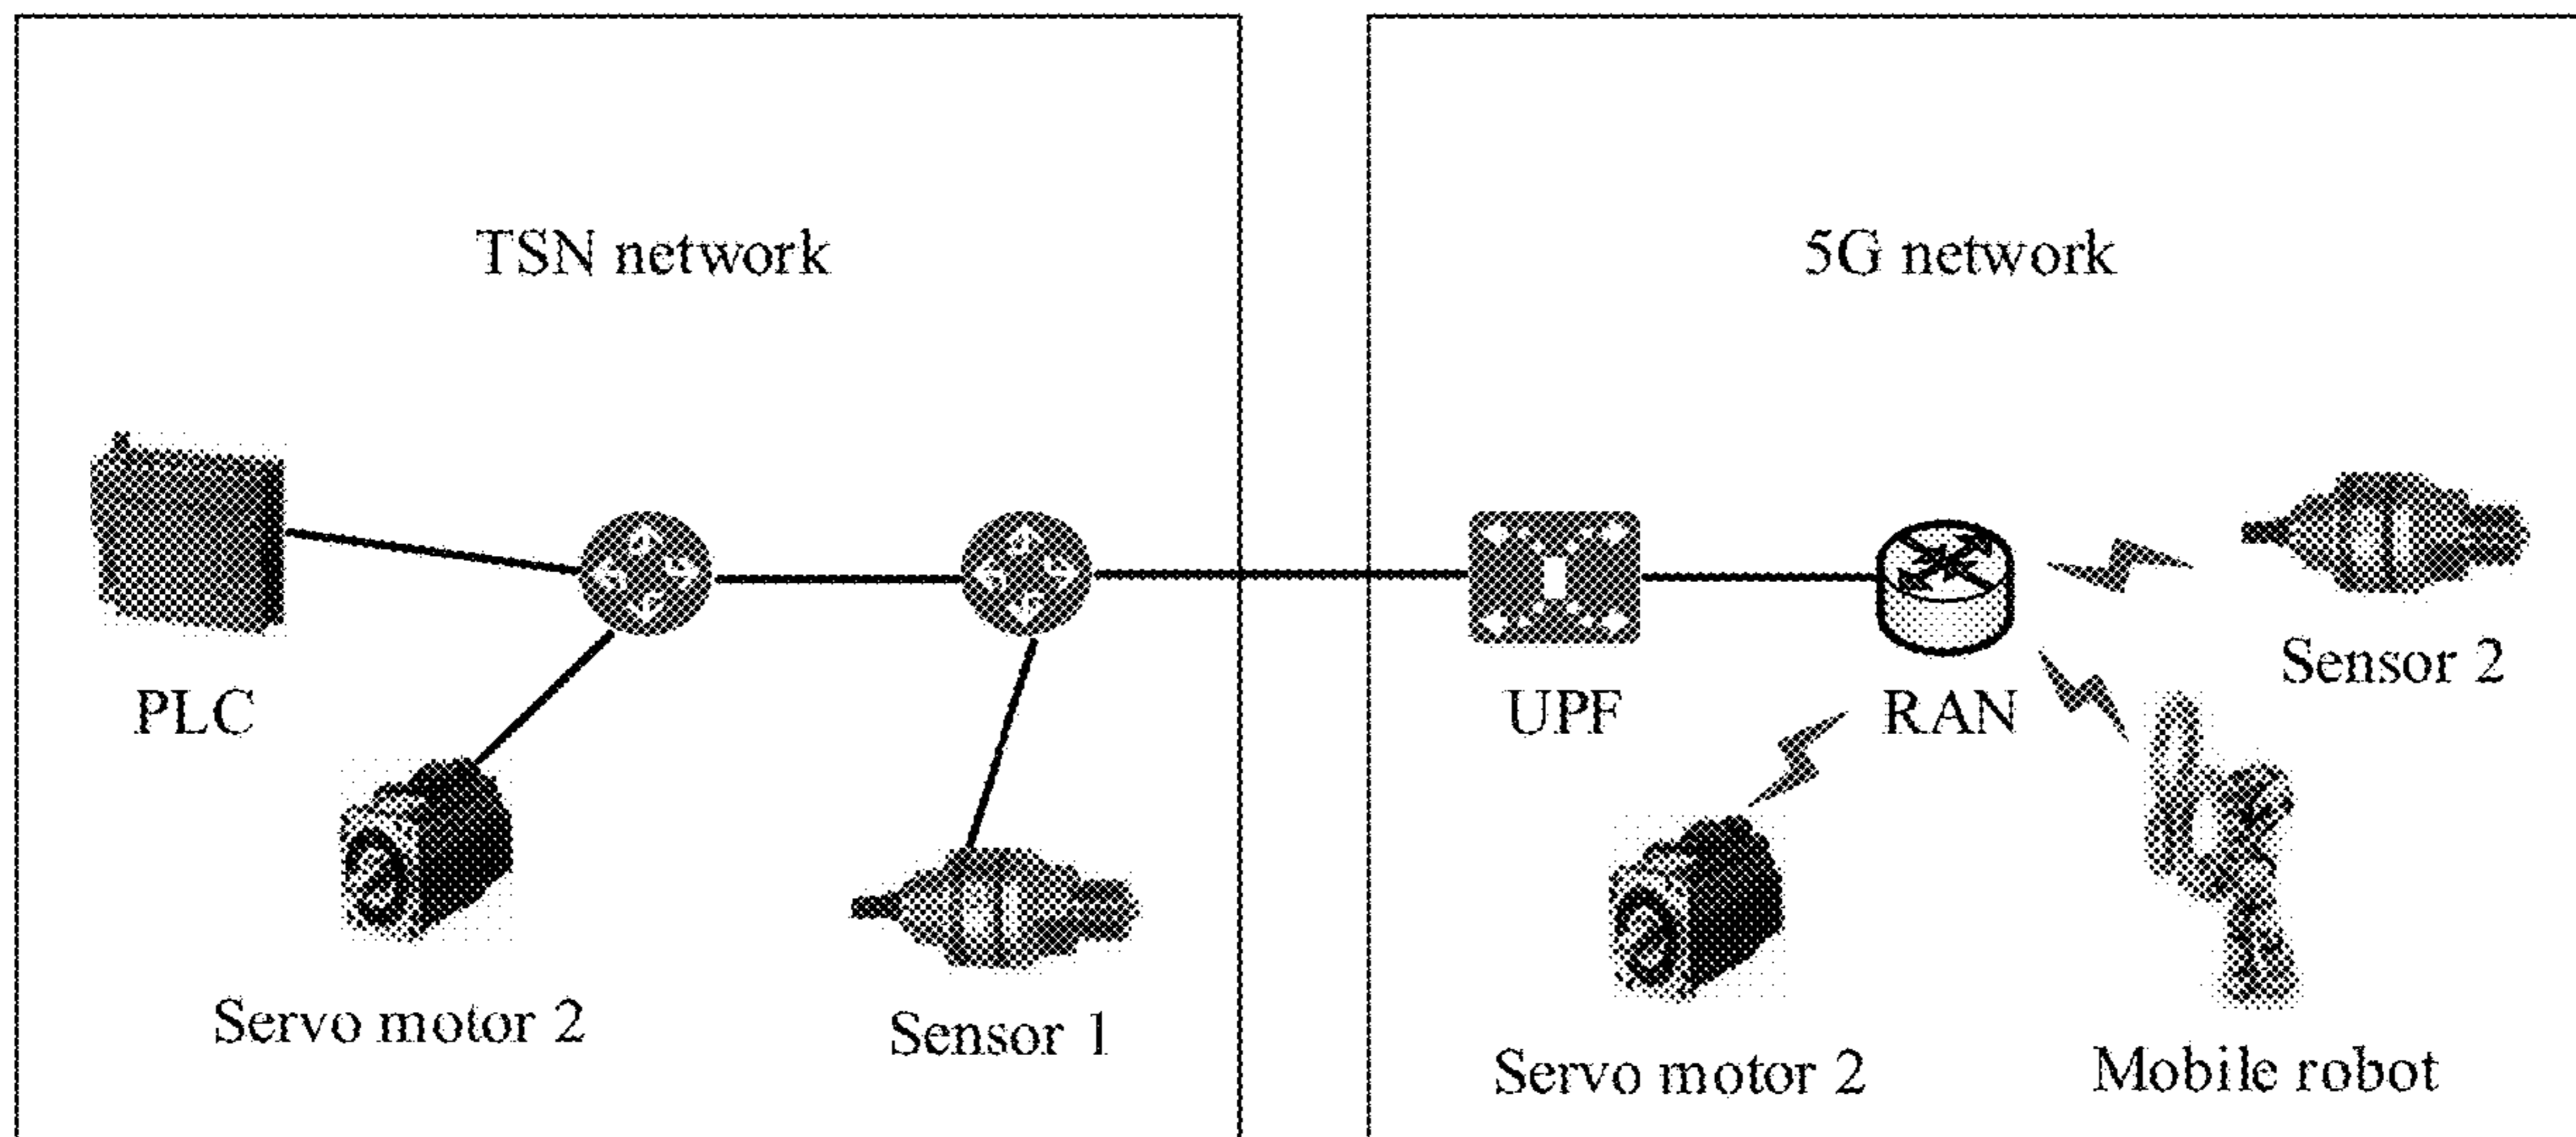 TSN network
5G network
PLC
UPF
RAN
Sensor 2
Servo motor 2
Sensor 1
Servo motor 2
Mobile robot